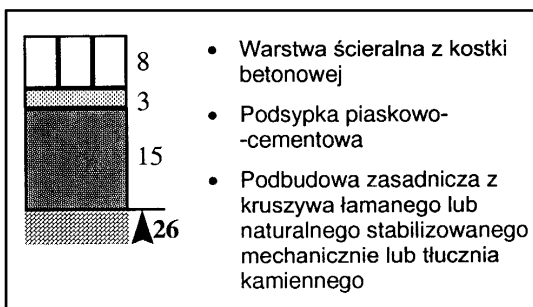 8
3
15
26
• Warstwa ścieralna z kostki
betonowej
• Podsypka piaskowo-
-cementowa
• Podbudowa zasadnicza z
kruszywa łamanego lub
naturalnego stabilizowanego
mechanicznie lub tłucznia
kamiennego